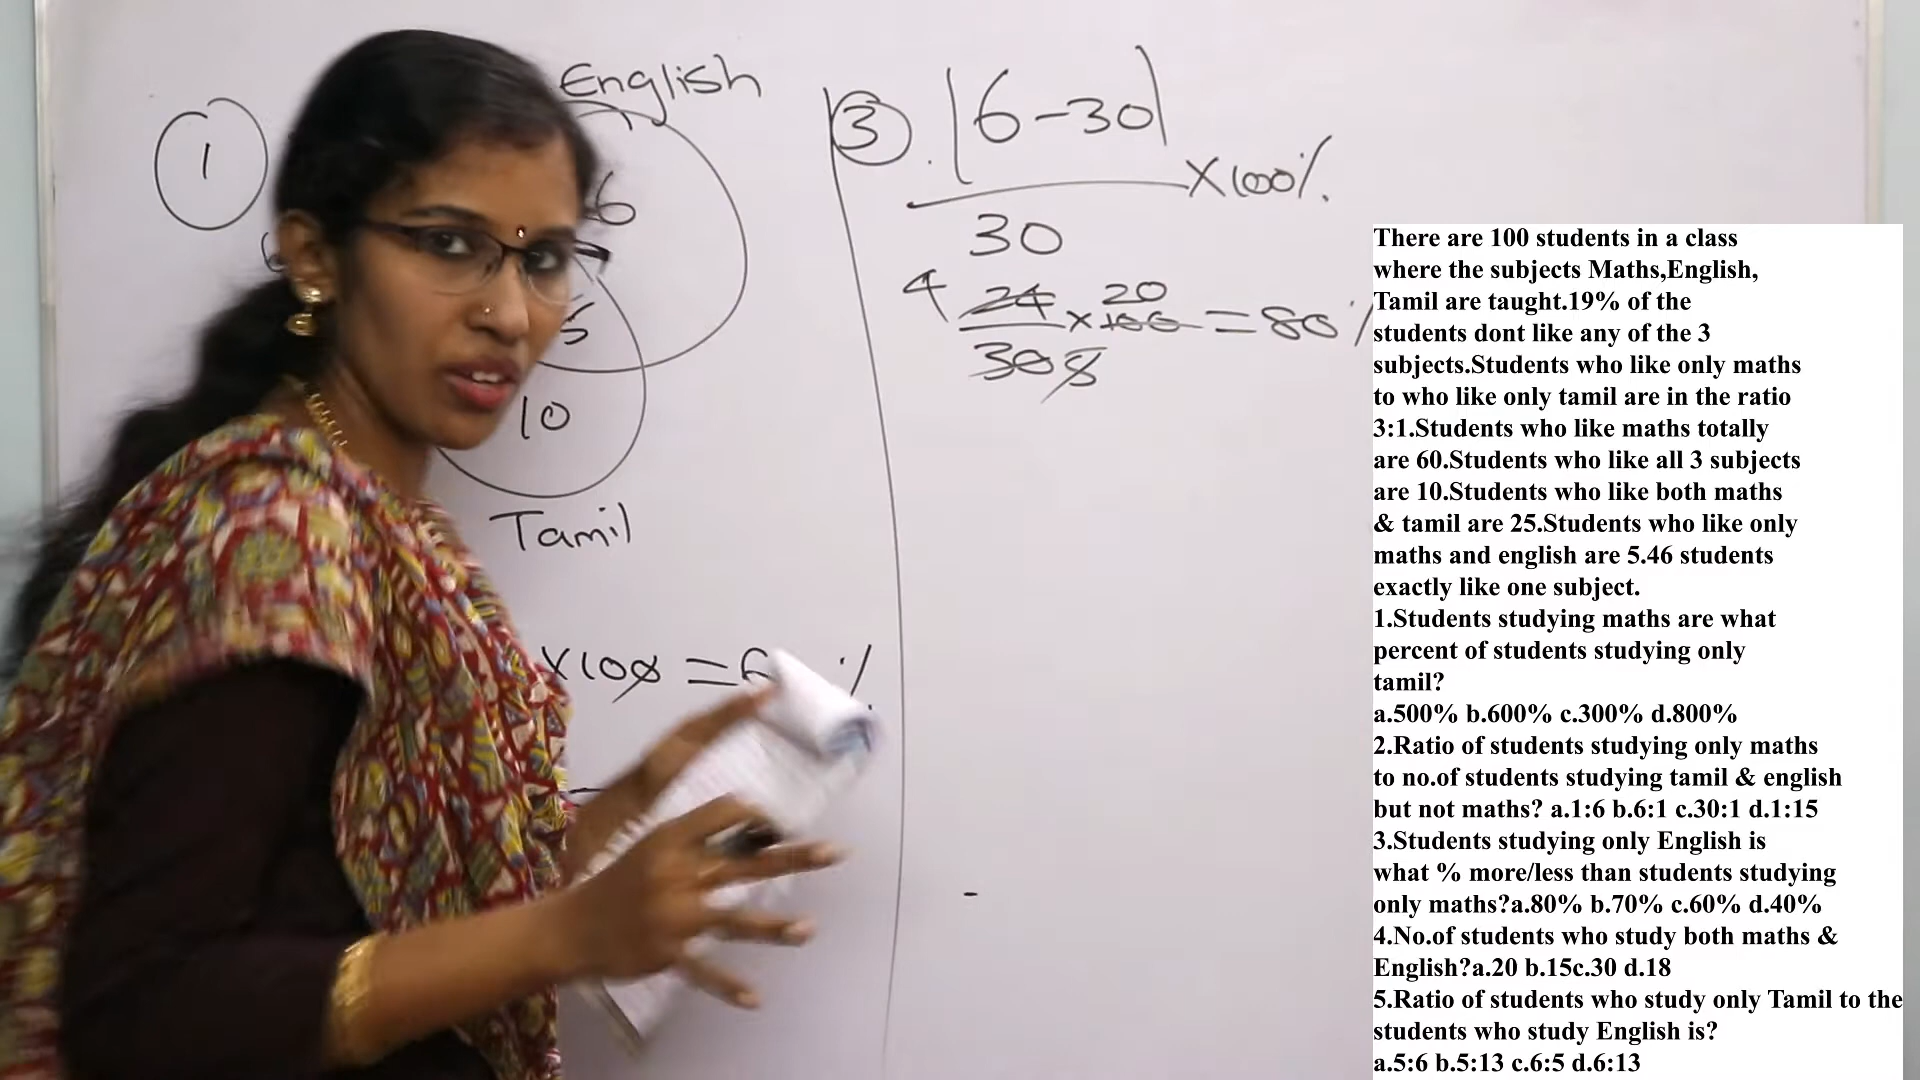 1
English
6
5
10
Tamil
×100 = 6 %
3. |6-30|
×100%.
30
4 24 × 100 20 = 80%
30 5
There are 100 students in a class
where the subjects Maths,English,
Tamil are taught.19% of the
students dont like any of the 3
subjects.Students who like only maths
to who like only tamil are in the ratio
3:1.Students who like maths totally
are 60.Students who like all 3 subjects
are 10.Students who like both maths
& tamil are 25.Students who like only
maths and english are 5.46 students
exactly like one subject.
1.Students studying maths are what
percent of students studying only
tamil?
a.500% b.600% c.300% d.800%
2.Ratio of students studying only maths
to no.of students studying tamil & english
but not maths? a.1:6 b.6:1 c.30:1 d.1:15
3.Students studying only English is
what % more/less than students studying
only maths?a.80% b.70% c.60% d.40%
4.No.of students who study both maths &
English?a.20 b.15c.30 d.18
5.Ratio of students who study only Tamil to the
students who study English is?
a.5:6 b.5:13 c.6:5 d.6:13